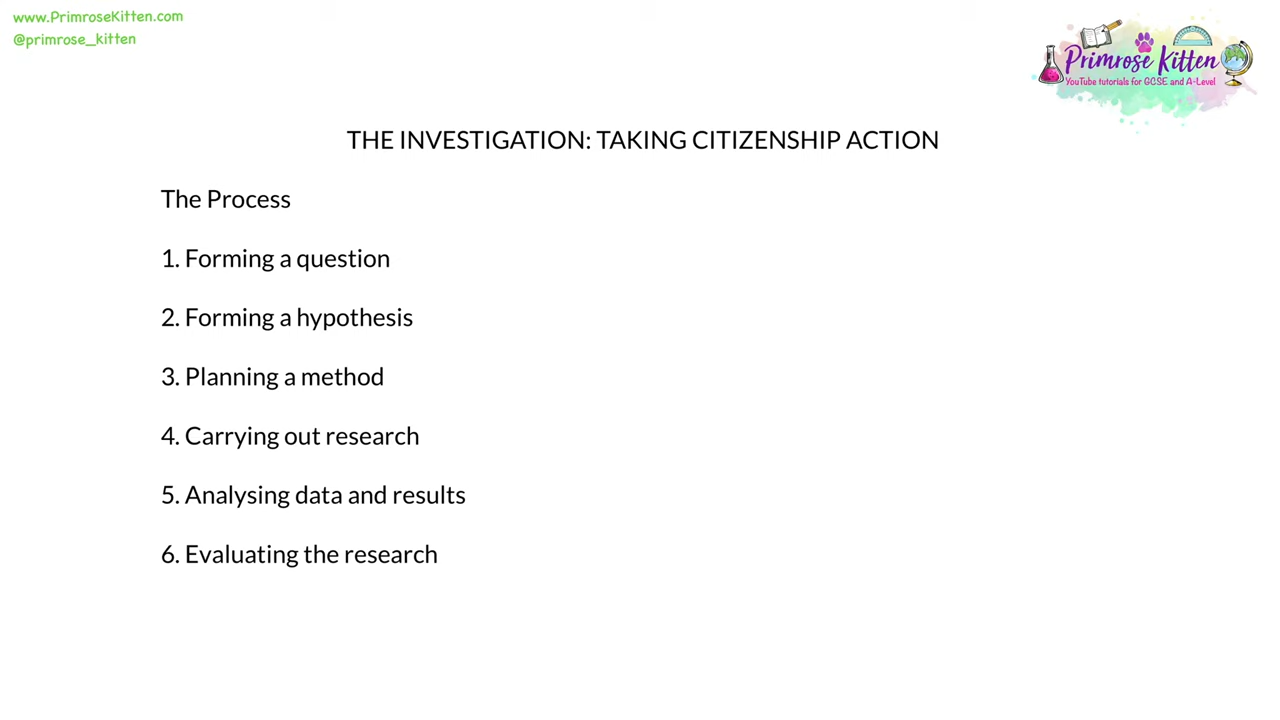 www.PrimroseKitten.com
@primrose_kitten
Primrose Kitten
YouTube tutorials for GCSE and A-Level
THE INVESTIGATION: TAKING CITIZENSHIP ACTION
The Process
1. Forming a question
2. Forming a hypothesis
3. Planning a method
4. Carrying out research
5. Analysing data and results
6. Evaluating the research